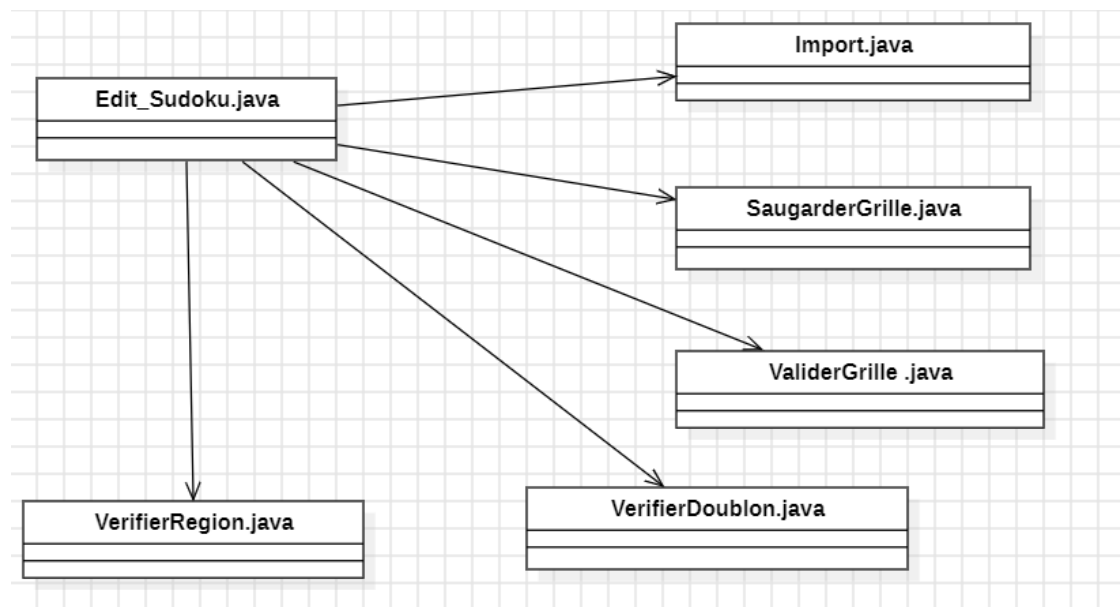 Import.java
Edit_Sudoku.java
SaugarderGrille.java
ValiderGrille .java
VerifierRegion.java
VerifierDoublon.java